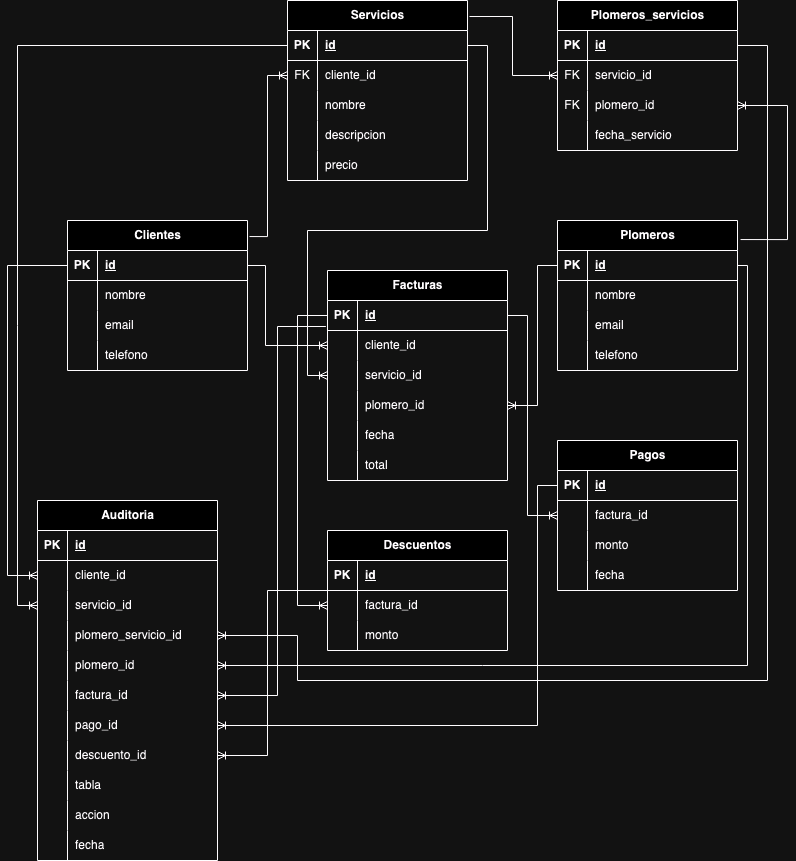 Servicios
PK id
FK cliente_id
nombre
descripcion
precio
Plomeros_servicios
PK id
FK servicio_id
FK plomero_id
fecha_servicio
Clientes
PK id
nombre
email
telefono
Facturas
PK id
cliente_id
servicio_id
plomero_id
fecha
total
Plomeros
PK id
nombre
email
telefono
Pagos
PK id
factura_id
monto
fecha
Auditoria
PK id
cliente_id
servicio_id
plomero_servicio_id
plomero_id
factura_id
pago_id
descuento_id
tabla
accion
fecha
Descuentos
PK id
factura_id
monto